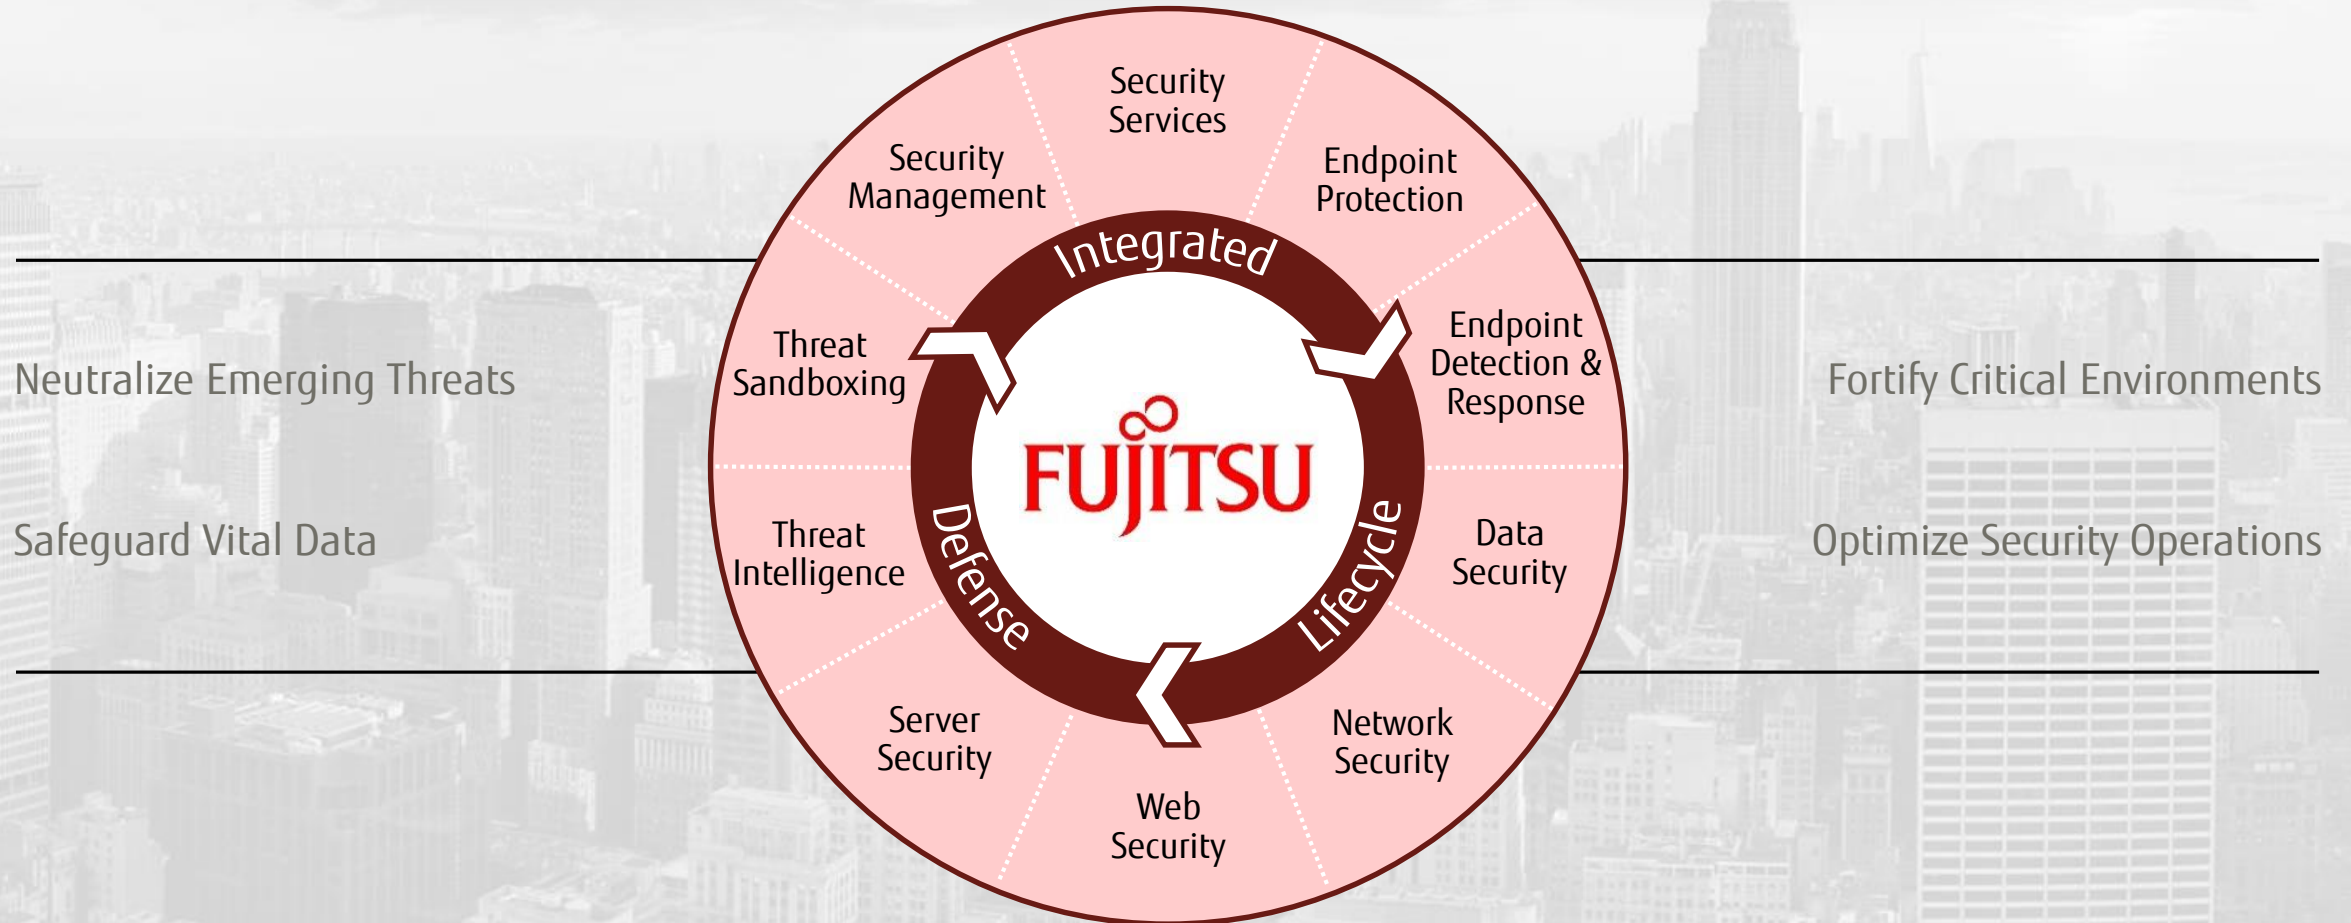 Security
Services
Endpoint
Protection
Endpoint
Detection &
Response
Data
Security
Network
Security
Web
Security
Server
Security
Threat
Intelligence
Threat
Sandboxing
Security
Management
Integrated
Lifecycle
Defense
FUJITSU
Neutralize Emerging Threats
Safeguard Vital Data
Fortify Critical Environments
Optimize Security Operations